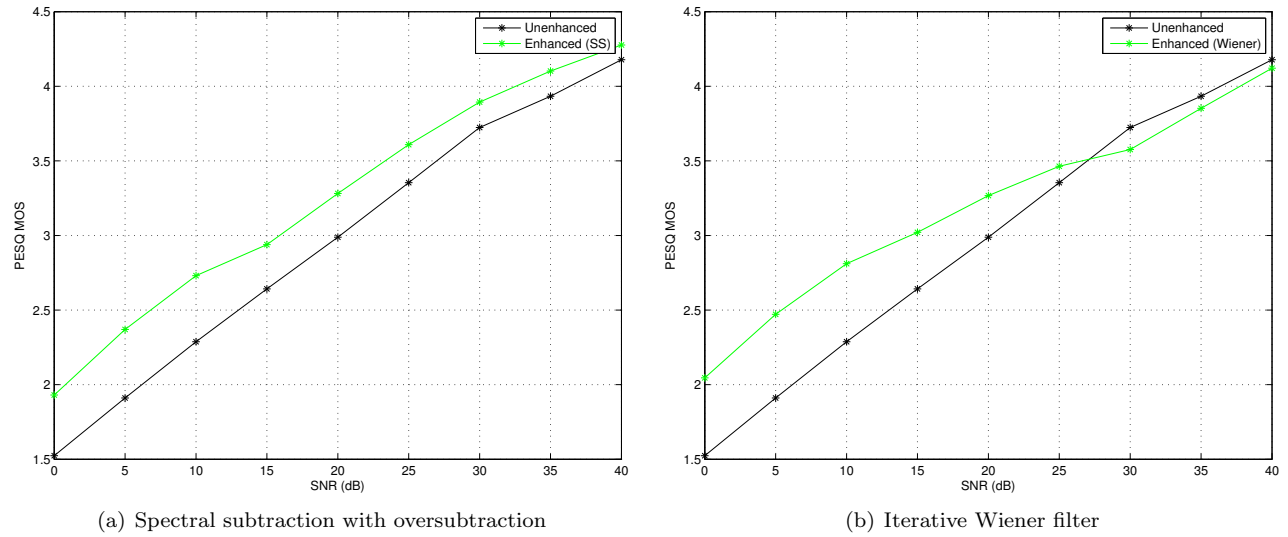 4.5
4
3.5
3
2.5
2
1.5
PESQ MOS
0 5 10 15 20 25 30 35 40
SNR (dB)
Unenhanced
Enhanced (SS)
(a) Spectral subtraction with oversubtraction
4.5
4
3.5
3
2.5
2
1.5
PESQ MOS
0 5 10 15 20 25 30 35 40
SNR (dB)
Unenhanced
Enhanced (Wiener)
(b) Iterative Wiener filter